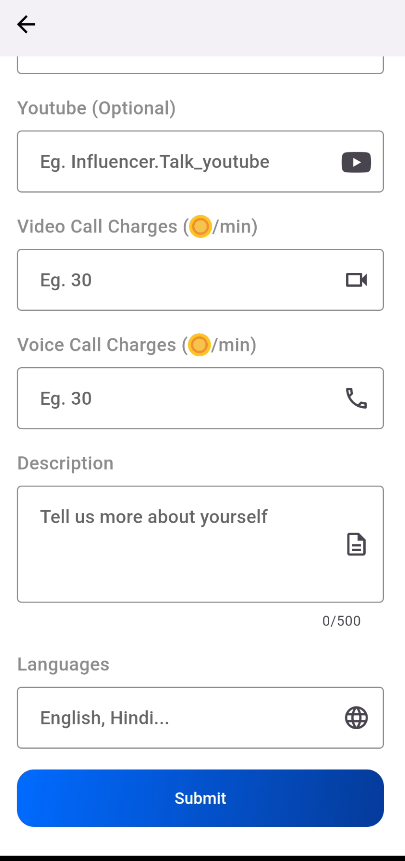 Youtube (Optional)
Eg. Influencer.Talk_youtube
Video Call Charges (/min)
Eg. 30
Voice Call Charges (/min)
Eg. 30
Description
Tell us more about yourself
0/500
Languages
English, Hindi...
Submit